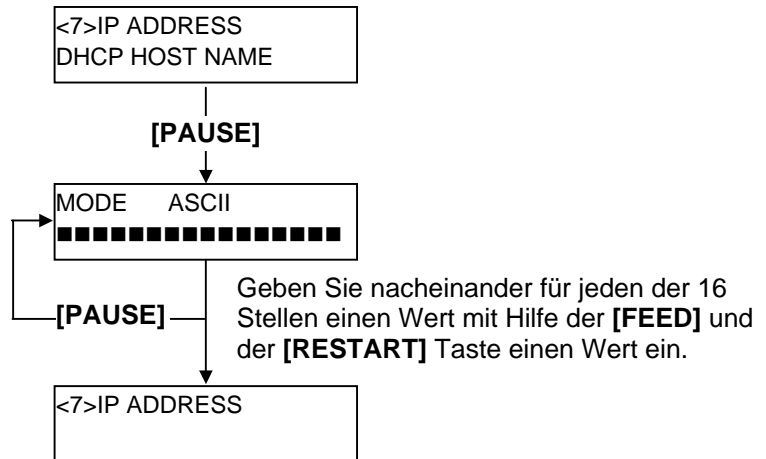 <7>IP ADDRESS
DHCP HOST NAME
[PAUSE]
MODE ASCII
■■■■■■■■■■■■■■■■
[PAUSE]
Geben Sie nacheinander für jeden der 16
Stellen einen Wert mit Hilfe der [FEED] und
der [RESTART] Taste einen Wert ein.
<7>IP ADDRESS